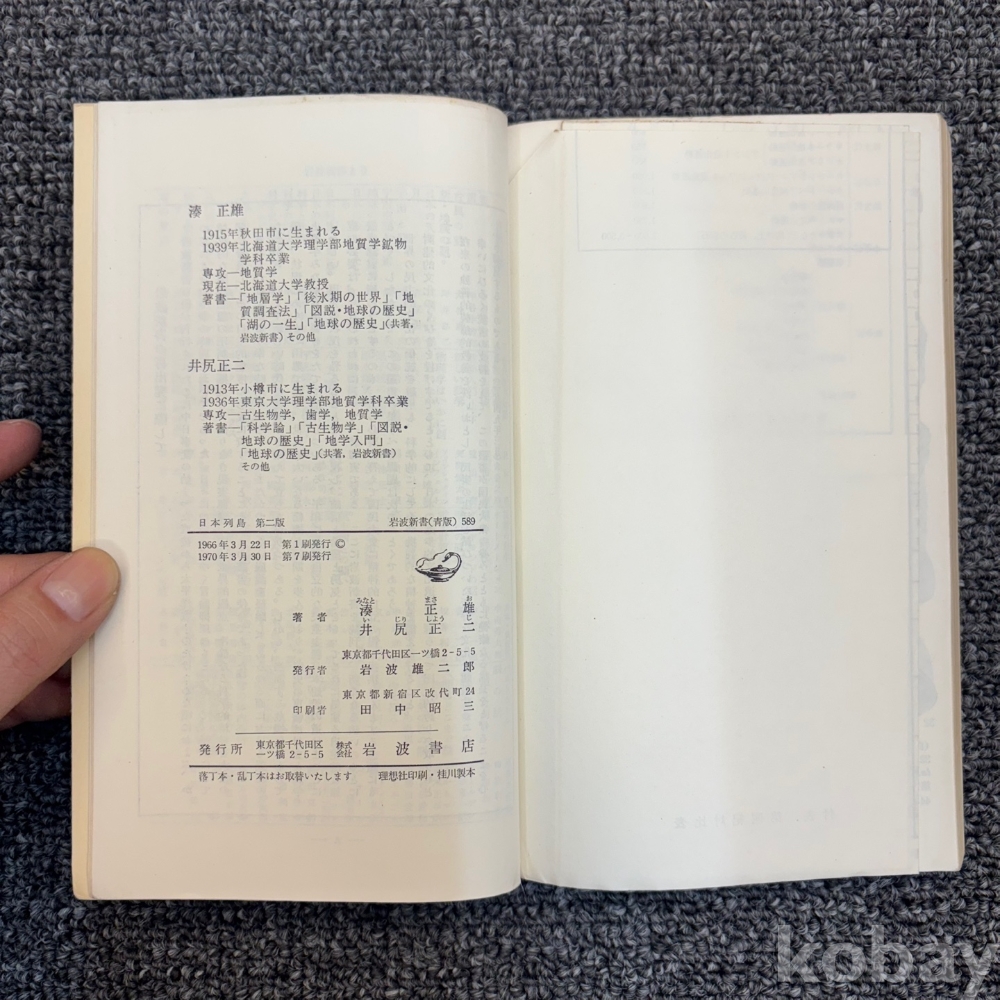 湊 正雄
1915年秋田市に生まれる
1939年北海道大学理学部地質学鉱物
学科卒業
専攻―地質学
現在―北海道大学教授
著書―「地層学」「後氷期の世界」「地
質調査法」「図説・地球の歴史」
「湖の一生」「地球の歴史」(共著,
岩波新書)その他
井尻正二
1913年小樽市に生まれる
1936年東京大学理学部地質学科卒業
専攻―古生物学, 歯学, 地質学
著書―「科学論」「古生物学」「図説・
地球の歴史」「地学入門」
「地球の歴史」(共著, 岩波新書)
その他
日本列島 第二版 岩波新書(青版) 589
1966年3月22日 第1刷発行 ©
1970年3月30日 第7刷発行
みなと まさ お
著者 湊 正雄
い じり しよう じ
井尻正二
東京都千代田区一ツ橋2-5-5
発行者 岩波雄二郎
東京都新宿区改代町24
印刷者 田中昭三
発行所 東京都千代田区一ツ橋2-5-5 株式会社 岩波書店
落丁本・乱丁本はお取替いたします 理想社印刷・桂川製本
kobay